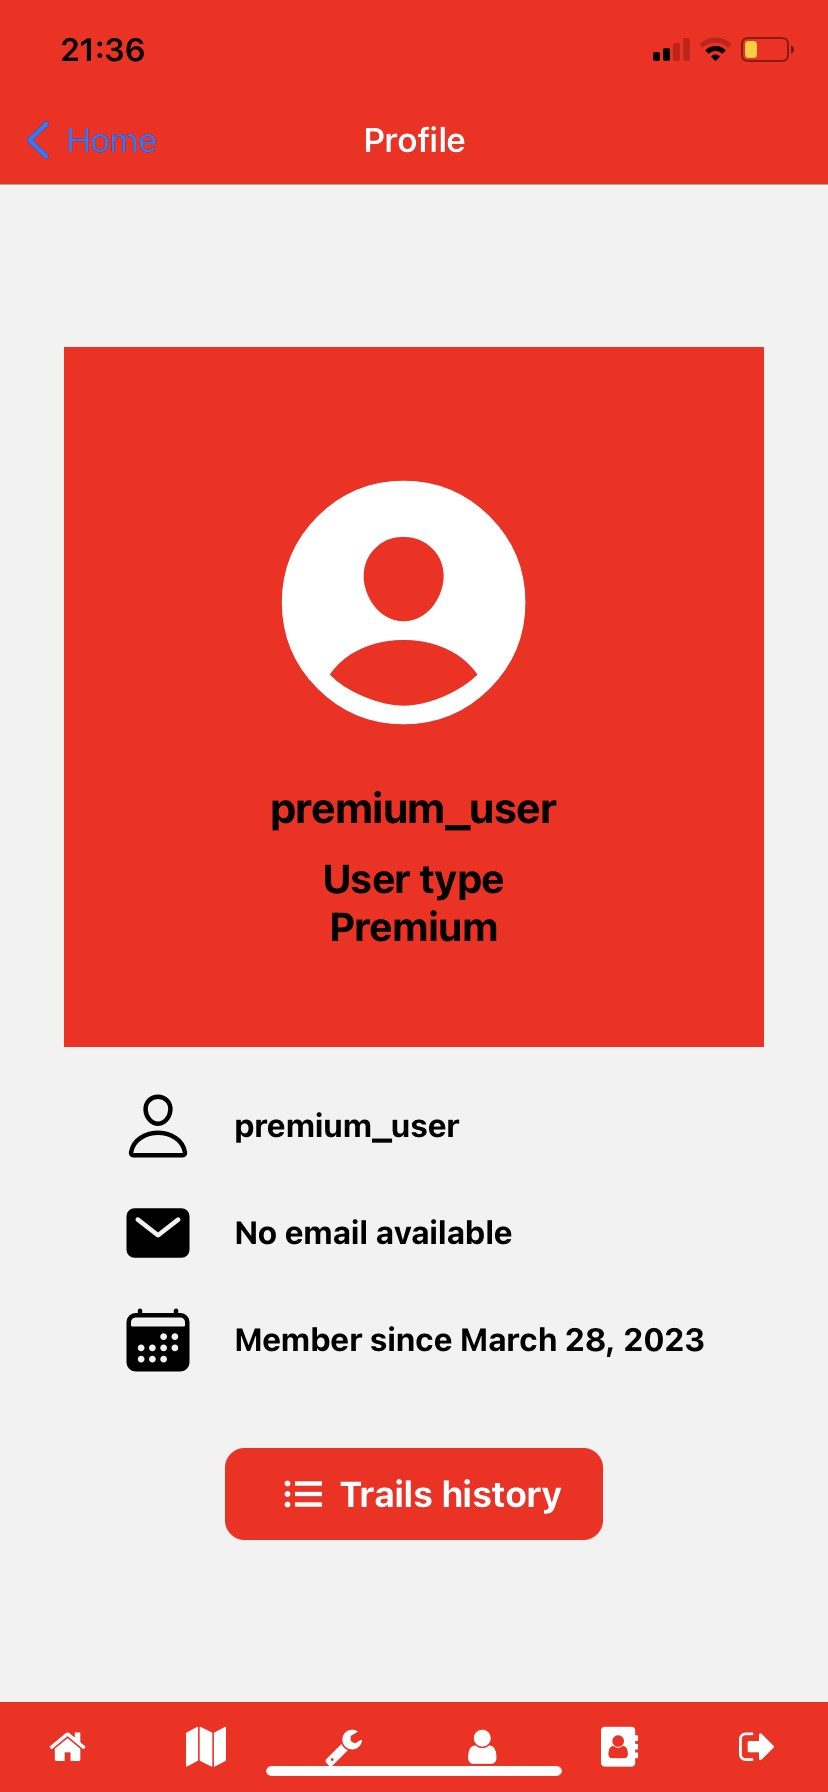 21:36
Home
Profile
premium_user
User type
Premium
premium_user
No email available
Member since March 28, 2023
Trails history